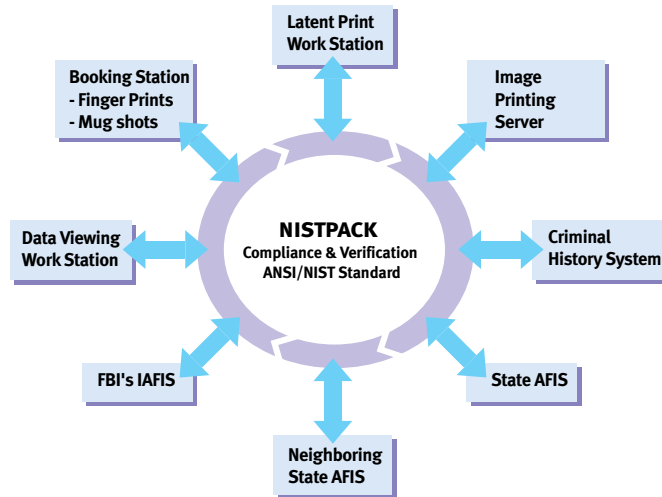 Latent Print
Work Station
Booking Station
- Finger Prints
- Mug shots
Image
Printing
Server
NISTPACK
Compliance & Verification
ANSI/NIST Standard
Data Viewing
Work Station
Criminal
History System
FBI's IAFIS
State AFIS
Neighboring
State AFIS